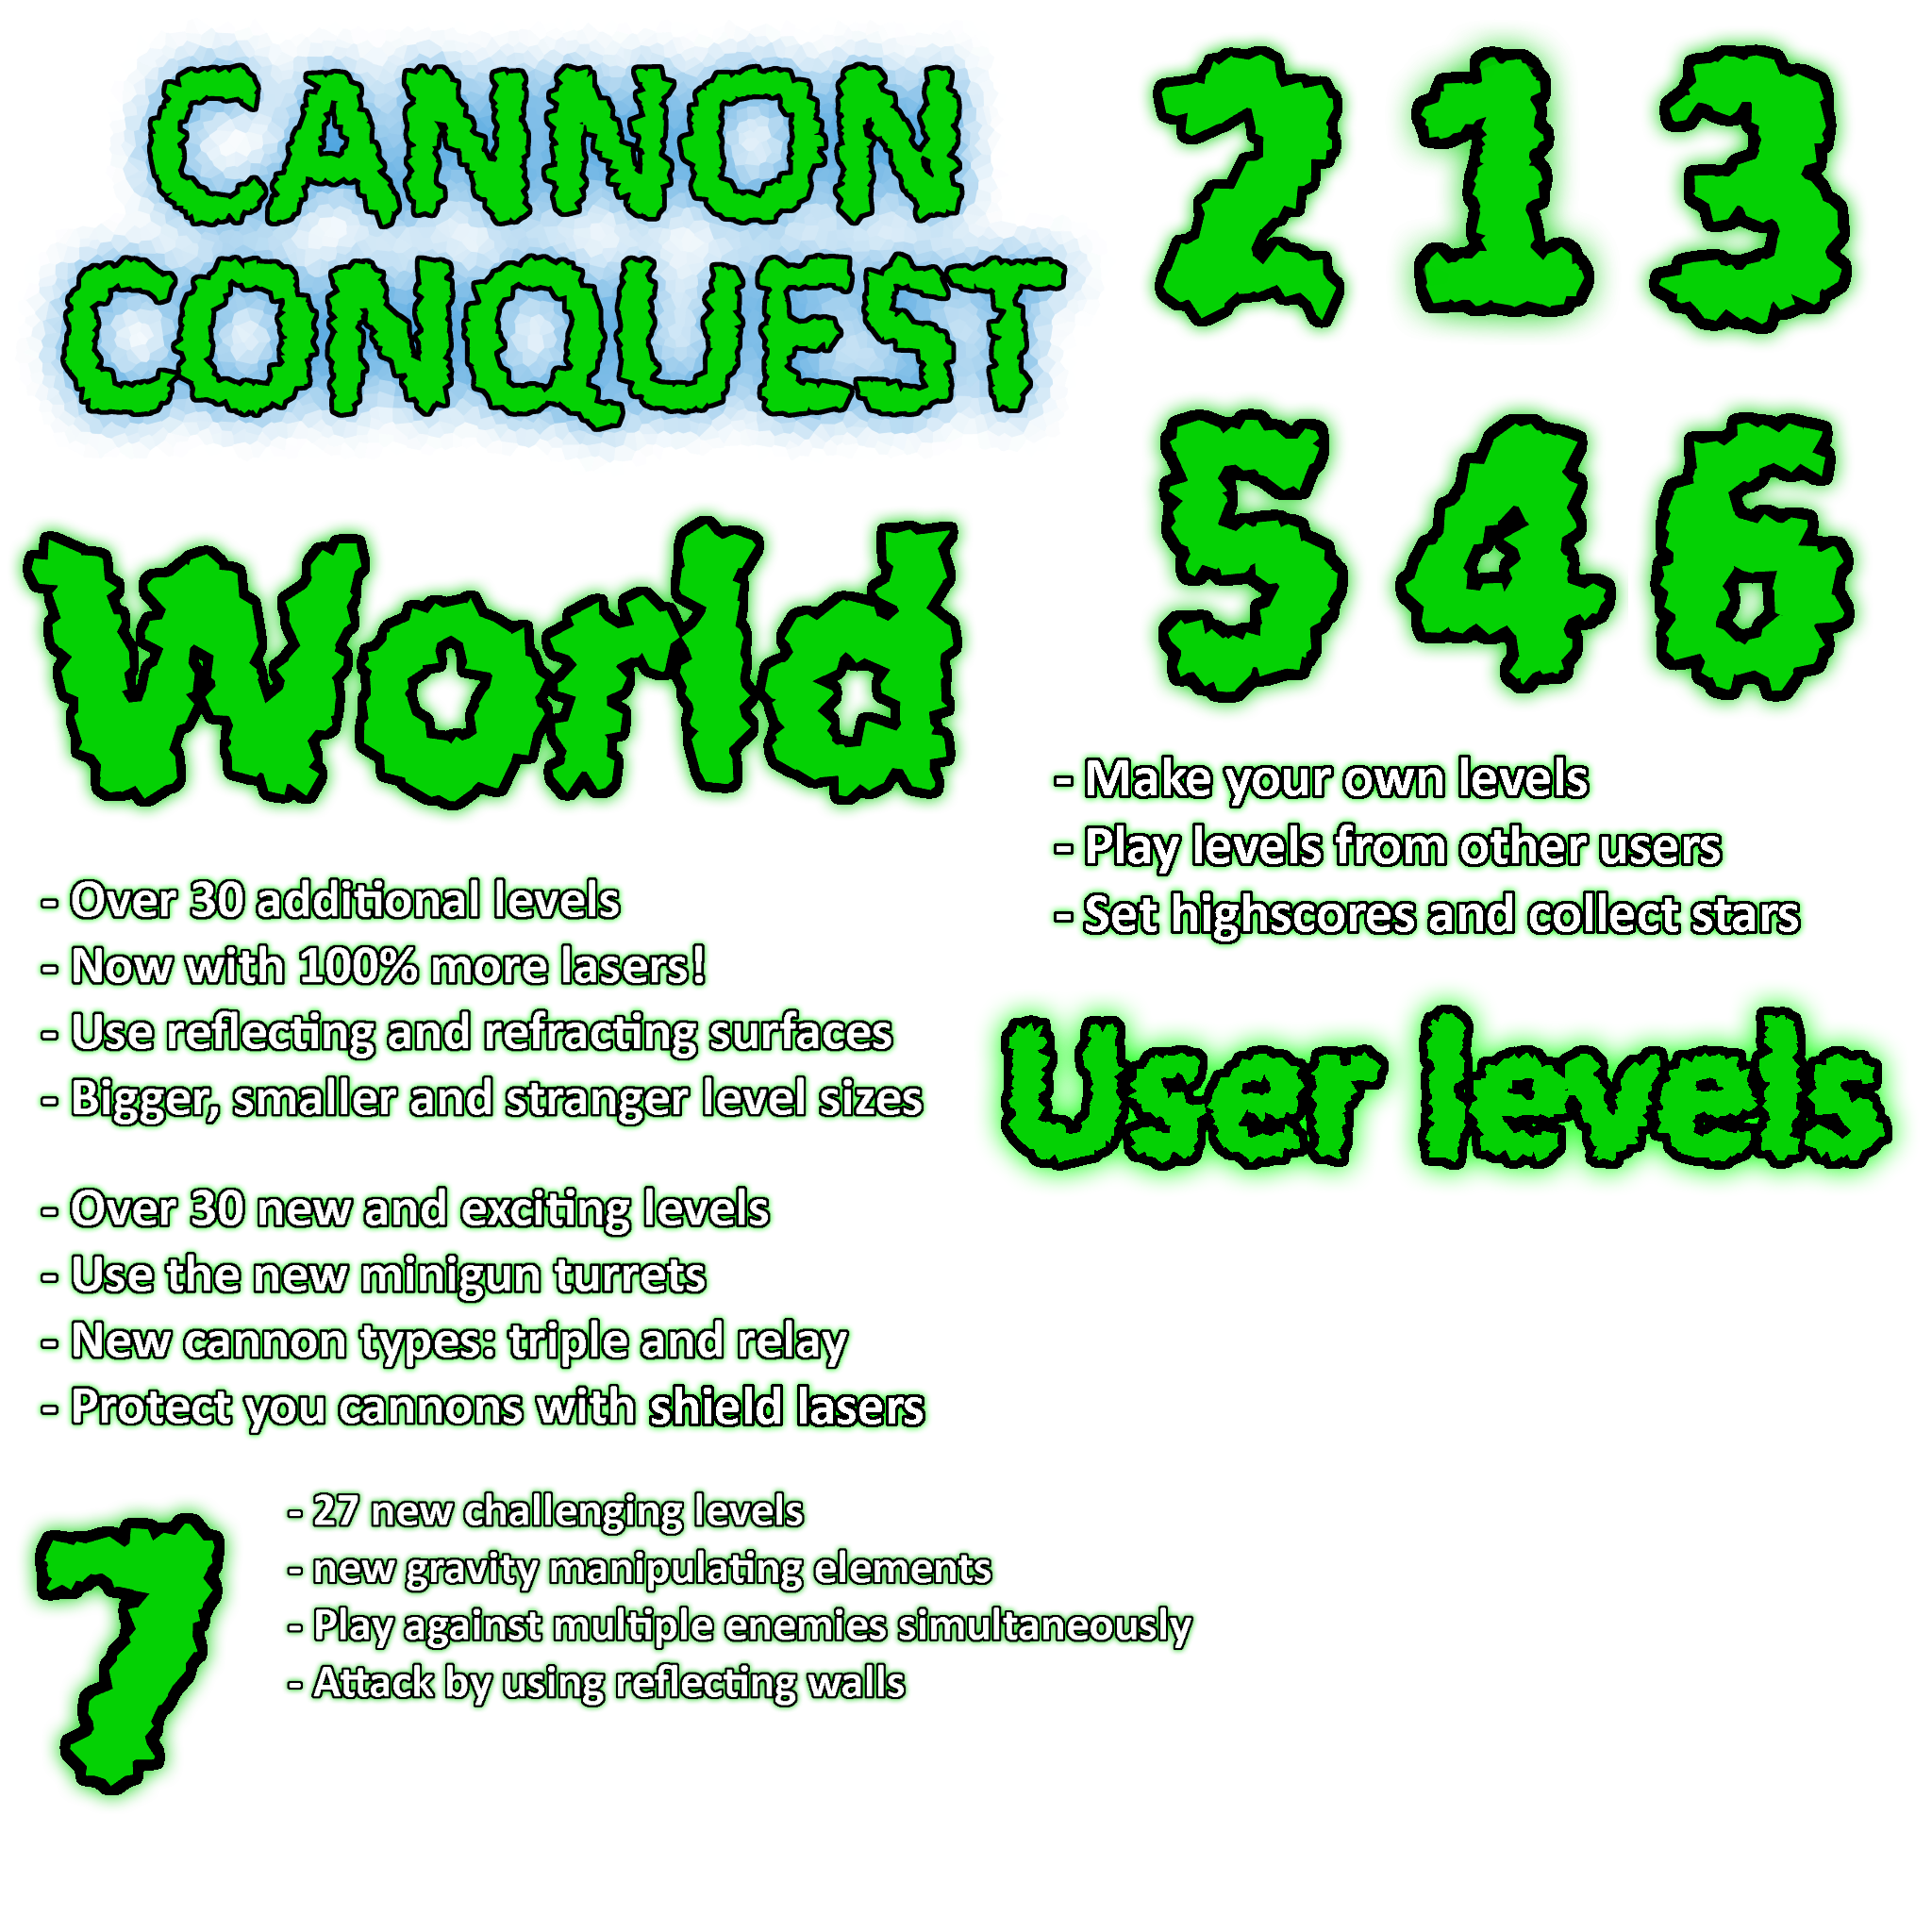 CANNON
CONQUEST
2 1 3
5 4 6
World
- Make your own levels
- Play levels from other users
- Set highscores and collect stars
- Over 30 additional levels
- Now with 100% more lasers!
- Use reflecting and refracting surfaces
- Bigger, smaller and stranger level sizes
User levels
- Over 30 new and exciting levels
- Use the new minigun turrets
- New cannon types: triple and relay
- Protect you cannons with shield lasers
7
- 27 new challenging levels
- new gravity manipulating elements
- Play against multiple enemies simultaneously
- Attack by using reflecting walls